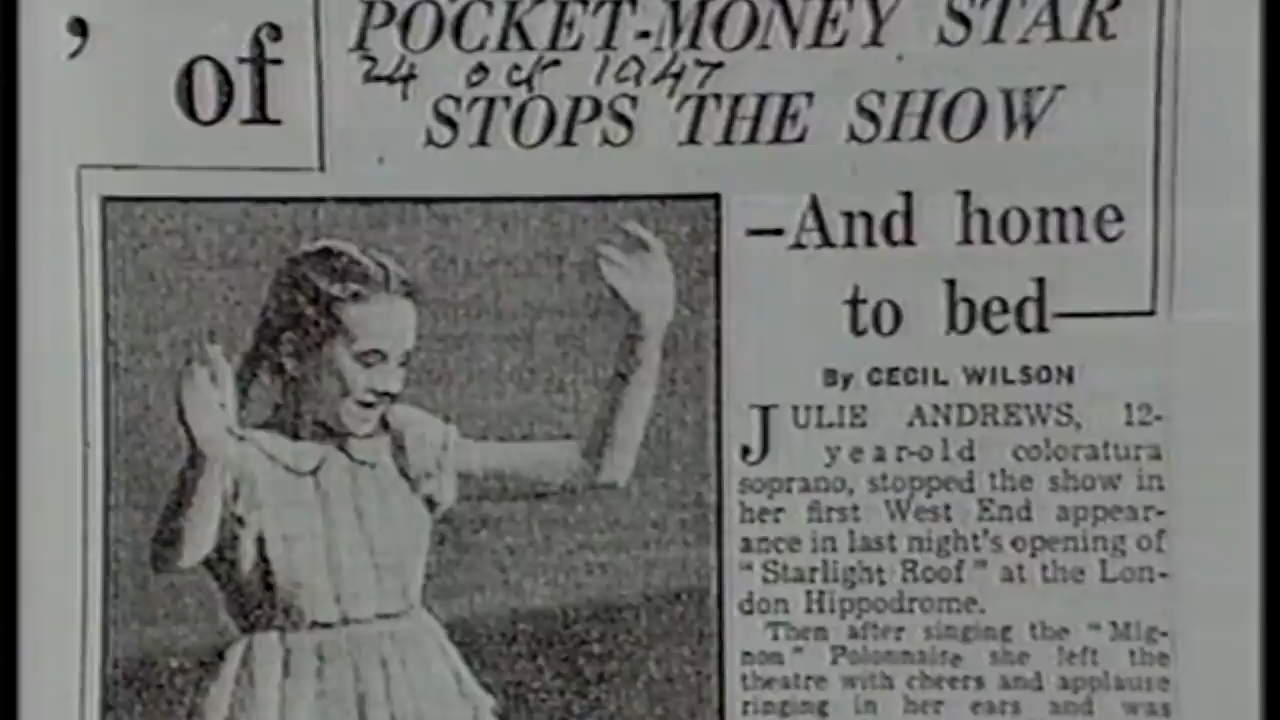 ’ of
POCKET-MONEY STAR
24 oct 1947
STOPS THE SHOW
–And home
to bed—
By CECIL WILSON
JULIE ANDREWS, 12-
year-old coloratura
soprano, stopped the show in
her first West End appear-
ance in last night's opening of
"Starlight Roof" at the Lon-
don Hippodrome.
Then after singing the "Mig-
non" Polonnaise she left the
theatre with cheers and applause
ringing in her ears and was